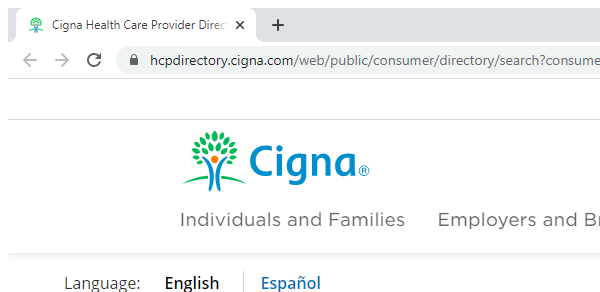 Cigna Health Care Provider Direc
hcpdirectory.cigna.com/web/public/consumer/directory/search?consume
Cigna®
Individuals and Families Employers and Br
Language: English Español